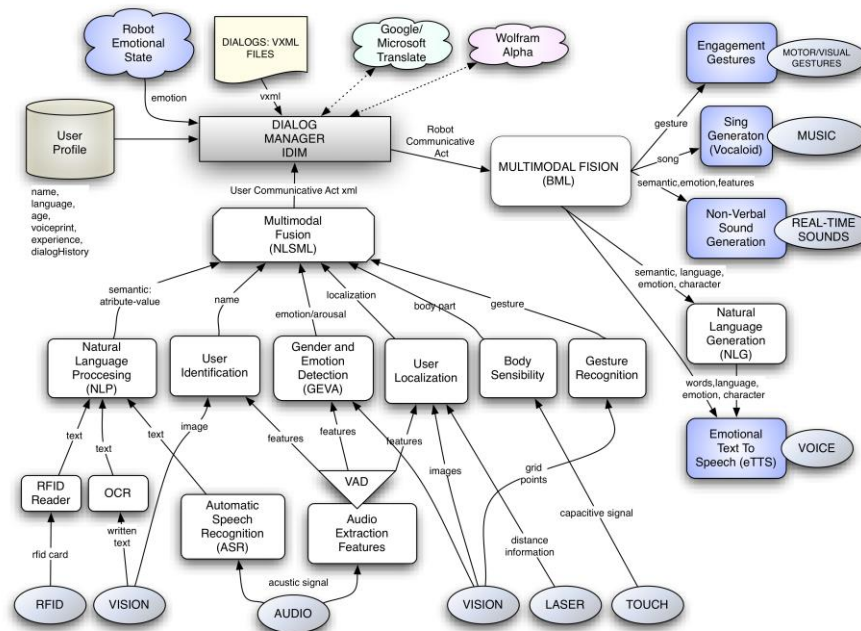 Robot
Emotional
State
DIALOGS: VXML
FILES
Google/
Microsoft
Translate
Wolfram
Alpha
Engagement
Gestures
MOTOR/VISUAL
GESTURES
emotion
vxml
gesture
User
Profile
DIALOG
MANAGER
IDIM
Robot
Communicative
Act
MULTIMODAL FISION
(BML)
song
Sing
Generaton
(Vocaloid)
MUSIC
semantic,emotion,features
name,
language,
age,
voiceprint,
experience,
dialogHistory
User Communicative Act xml
Multimodal
Fusion
(NLSML)
Non-Verbal
Sound
Generation
REAL-TIME
SOUNDS
semantic:
atribute-value
name
emotion/arousal
localization
body part
gesture
semantic, language,
emotion, character
Natural
Language
Proccesing
(NLP)
User
Identification
Gender and
Emotion
Detection
(GEVA)
User
Localization
Body
Sensibility
Gesture
Recognition
Natural
Language
Generation
(NLG)
words,language,
emotion, character
Emotional
Text To
Speech (eTTS)
VOICE
text
text
text
image
features
features
features
images
grid
points
RFID
Reader
OCR
Automatic
Speech
Recognition
(ASR)
VAD
Audio
Extraction
Features
capacitive signal
rfid card
written
text
acustic signal
distance
information
RFID
VISION
AUDIO
VISION
LASER
TOUCH